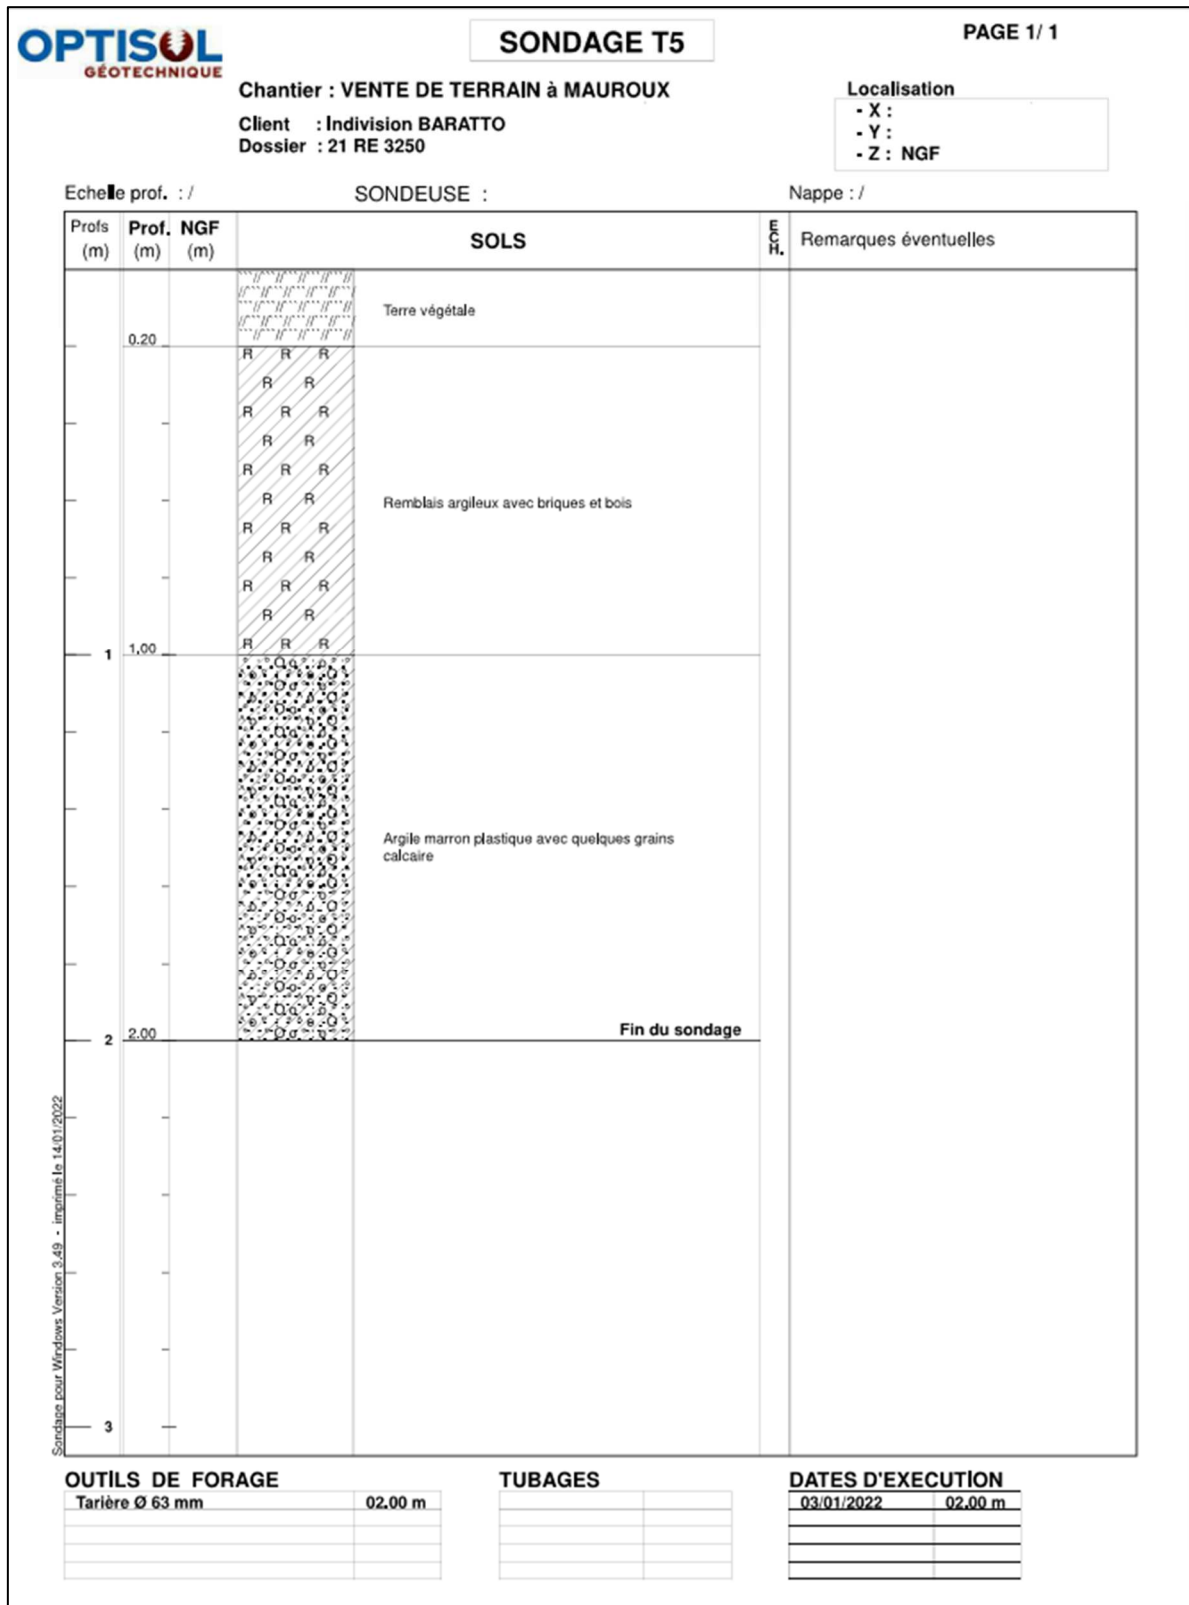 OPTISOL
GÉOTECHNIQUE
SONDAGE T5
PAGE 1/ 1
Chantier : VENTE DE TERRAIN à MAUROUX
Client : Indivision BARATTO
Dossier : 21 RE 3250
Localisation
- X :
- Y :
- Z : NGF
Echelle prof. : /
SONDEUSE :
Nappe : /
Profs (m)
Prof. (m)
NGF (m)
SOLS
ECH.
Remarques éventuelles
Terre végétale
0.20
Remblais argileux avec briques et bois
1
1.00
Argile marron plastique avec quelques grains
calcaire
Fin du sondage
2
2.00
3
Sondage pour Windows Version 3.49 - imprimé le 14/01/2022
OUTILS DE FORAGE
Tarière Ø 63 mm 02.00 m
TUBAGES
DATES D'EXECUTION
03/01/2022 02.00 m